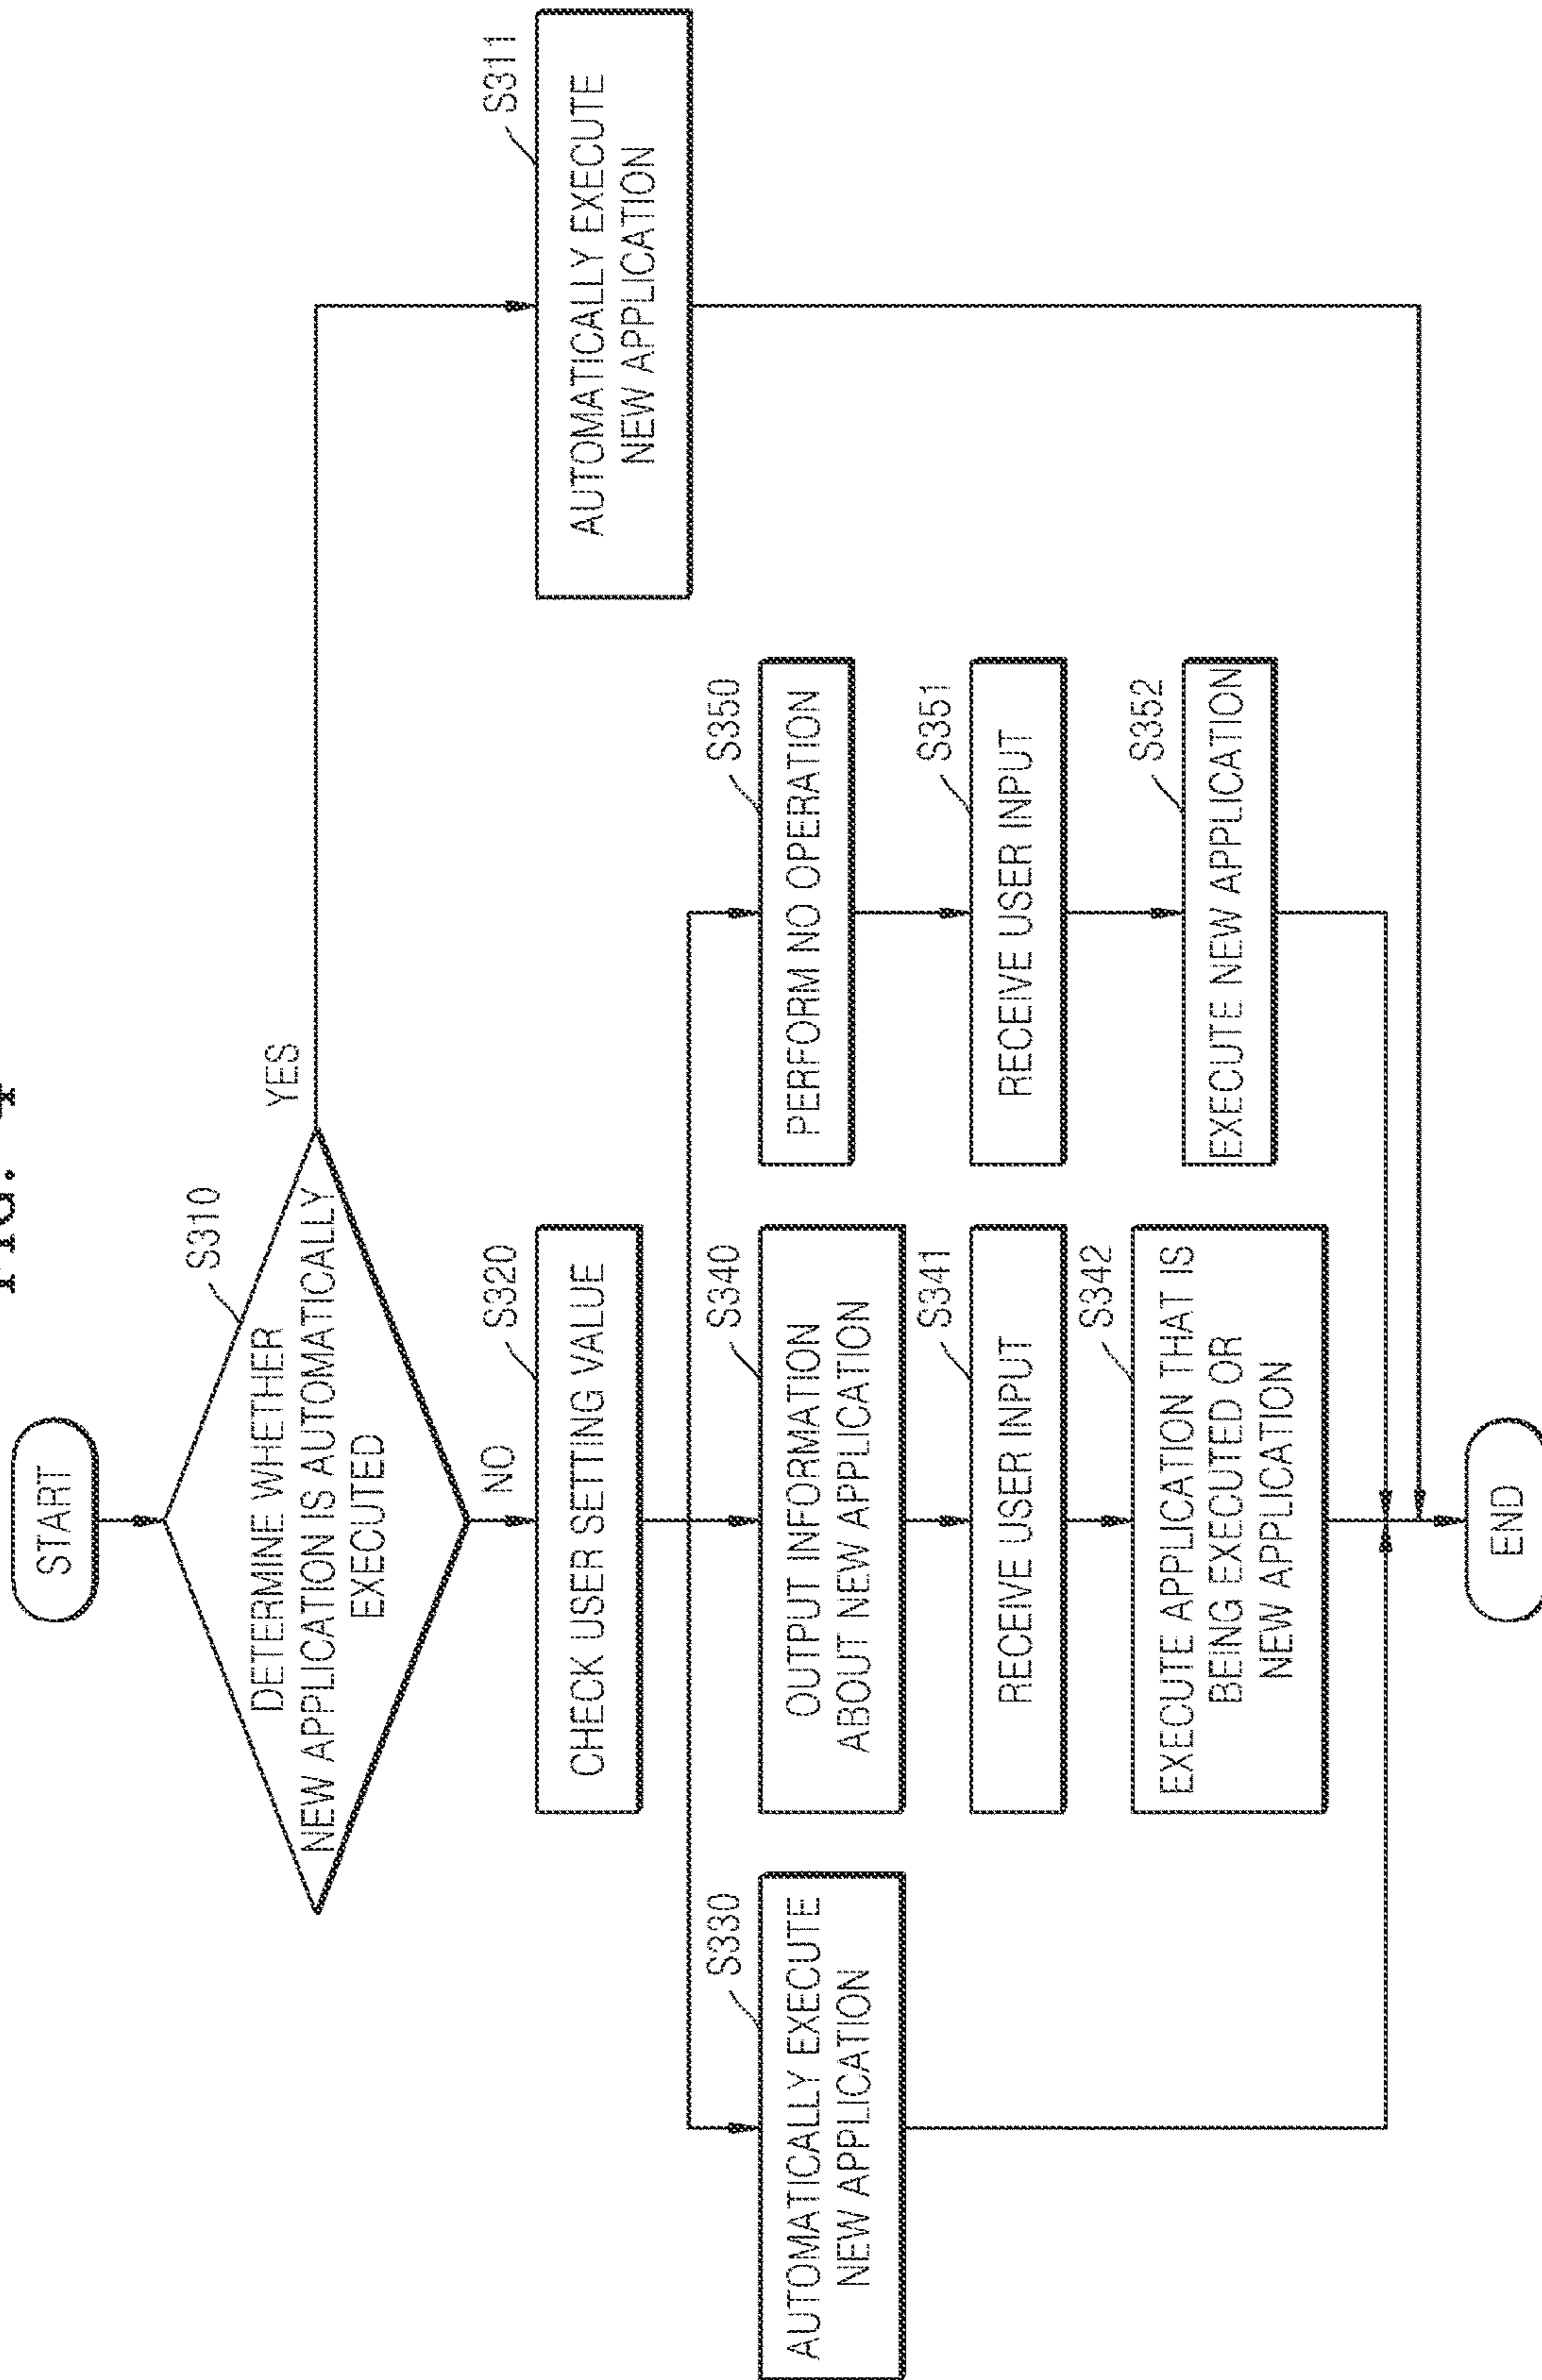 FIG. 4
START
S310
DETERMINE WHETHER
NEW APPLICATION IS AUTOMATICALLY
EXECUTED
YES
NO
S311
AUTOMATICALLY EXECUTE
NEW APPLICATION
S320
CHECK USER SETTING VALUE
S330
AUTOMATICALLY EXECUTE
NEW APPLICATION
S340
OUTPUT INFORMATION
ABOUT NEW APPLICATION
S350
PERFORM NO OPERATION
S341
RECEIVE USER INPUT
S351
RECEIVE USER INPUT
S342
EXECUTE APPLICATION THAT IS
BEING EXECUTED OR
NEW APPLICATION
S352
EXECUTE NEW APPLICATION
END